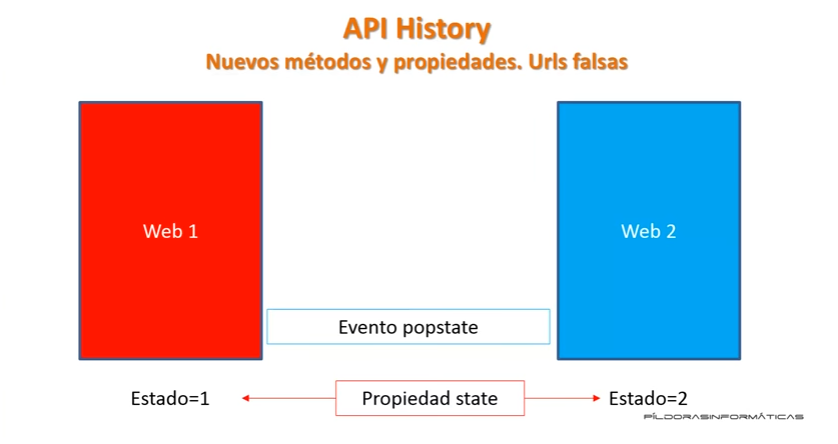 API History
Nuevos métodos y propiedades. Urls falsas
Web 1
Web 2
Evento popstate
Estado=1
Propiedad state
Estado=2
PÍLDORASINFORMÁTICAS